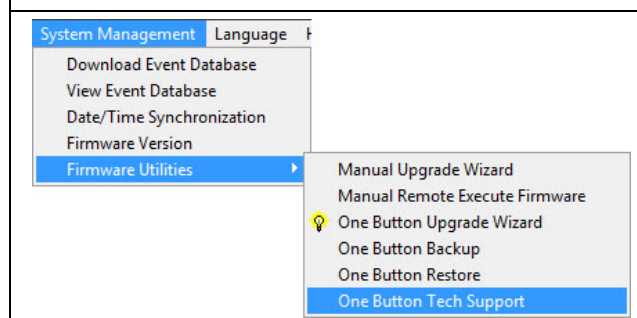 System Management Language
Download Event Database
View Event Database
Date/Time Synchronization
Firmware Version
Firmware Utilities
Manual Upgrade Wizard
Manual Remote Execute Firmware
One Button Upgrade Wizard
One Button Backup
One Button Restore
One Button Tech Support